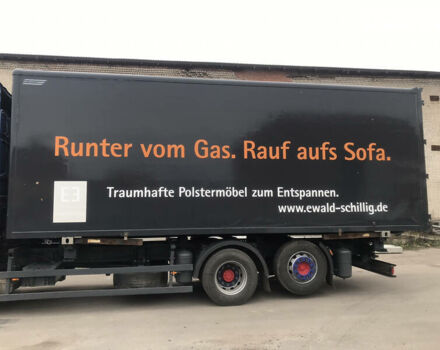 Runter vom Gas. Rauf aufs Sofa.
E3
Traumhafte Polstermöbel zum Entspannen.
www.ewald-schillig.de